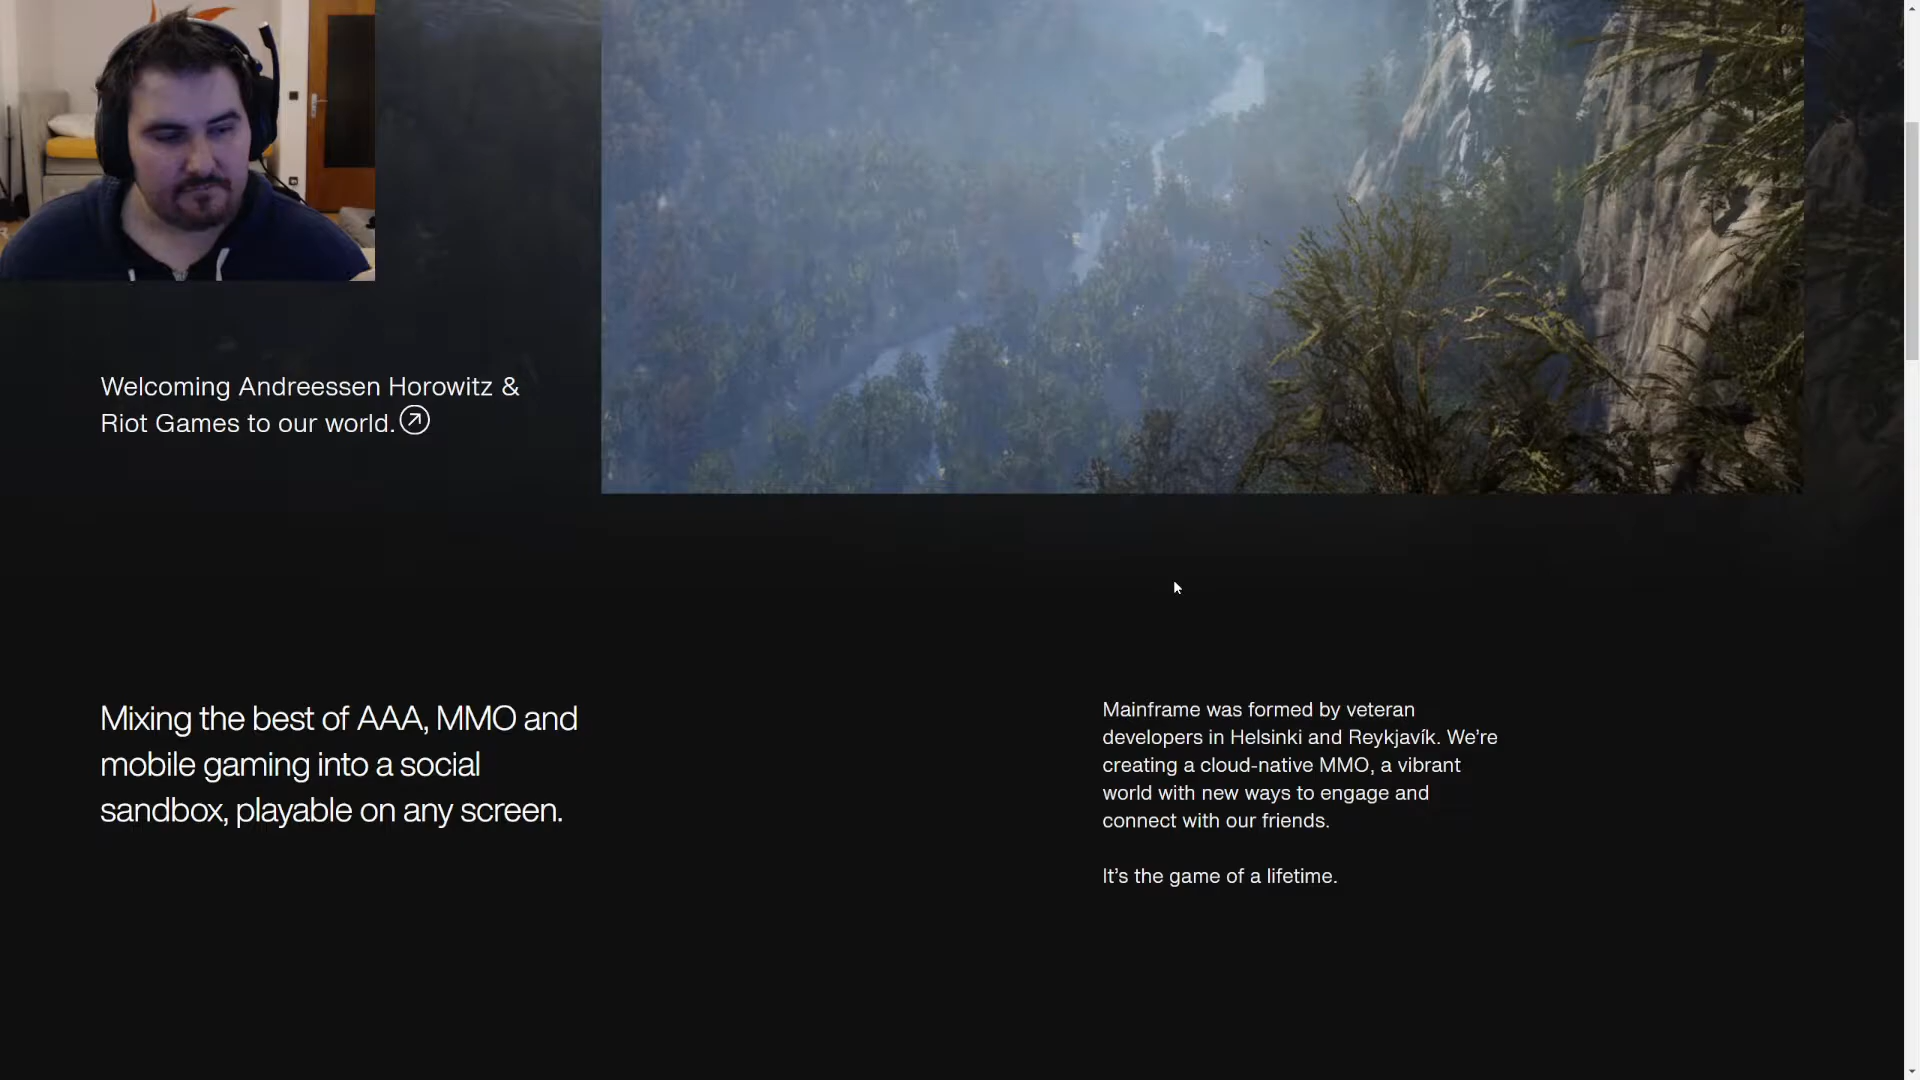 Welcoming Andreessen Horowitz &
Riot Games to our world.
Mixing the best of AAA, MMO and
mobile gaming into a social
sandbox, playable on any screen.
Mainframe was formed by veteran
developers in Helsinki and Reykjavík. We’re
creating a cloud-native MMO, a vibrant
world with new ways to engage and
connect with our friends.
It’s the game of a lifetime.